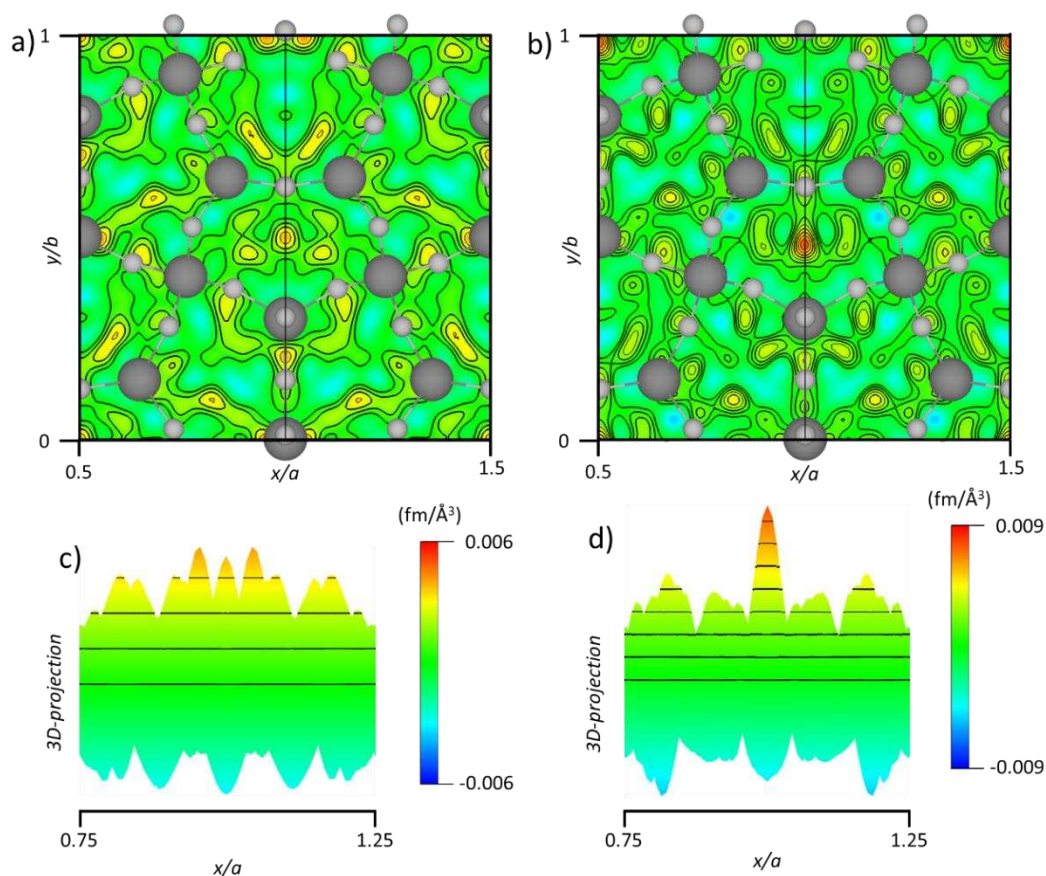 a)
1
y/b
0
0.5
x/a
1.5
b)
1
y/b
0
0.5
x/a
1.5
c)
3D-projection
0.75
1.25
x/a
(fm/Å³)
0.006
-0.006
d)
3D-projection
0.75
1.25
x/a
(fm/Å³)
0.009
-0.009